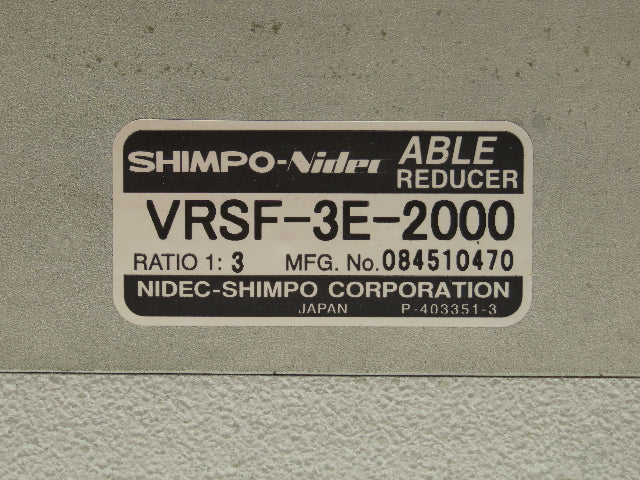 SHIMPO-Nidec ABLE REDUCER
VRSF-3E-2000
RATIO 1: 3 MFG. No. 084510470
NIDEC-SHIMPO CORPORATION
JAPAN P-403351-3